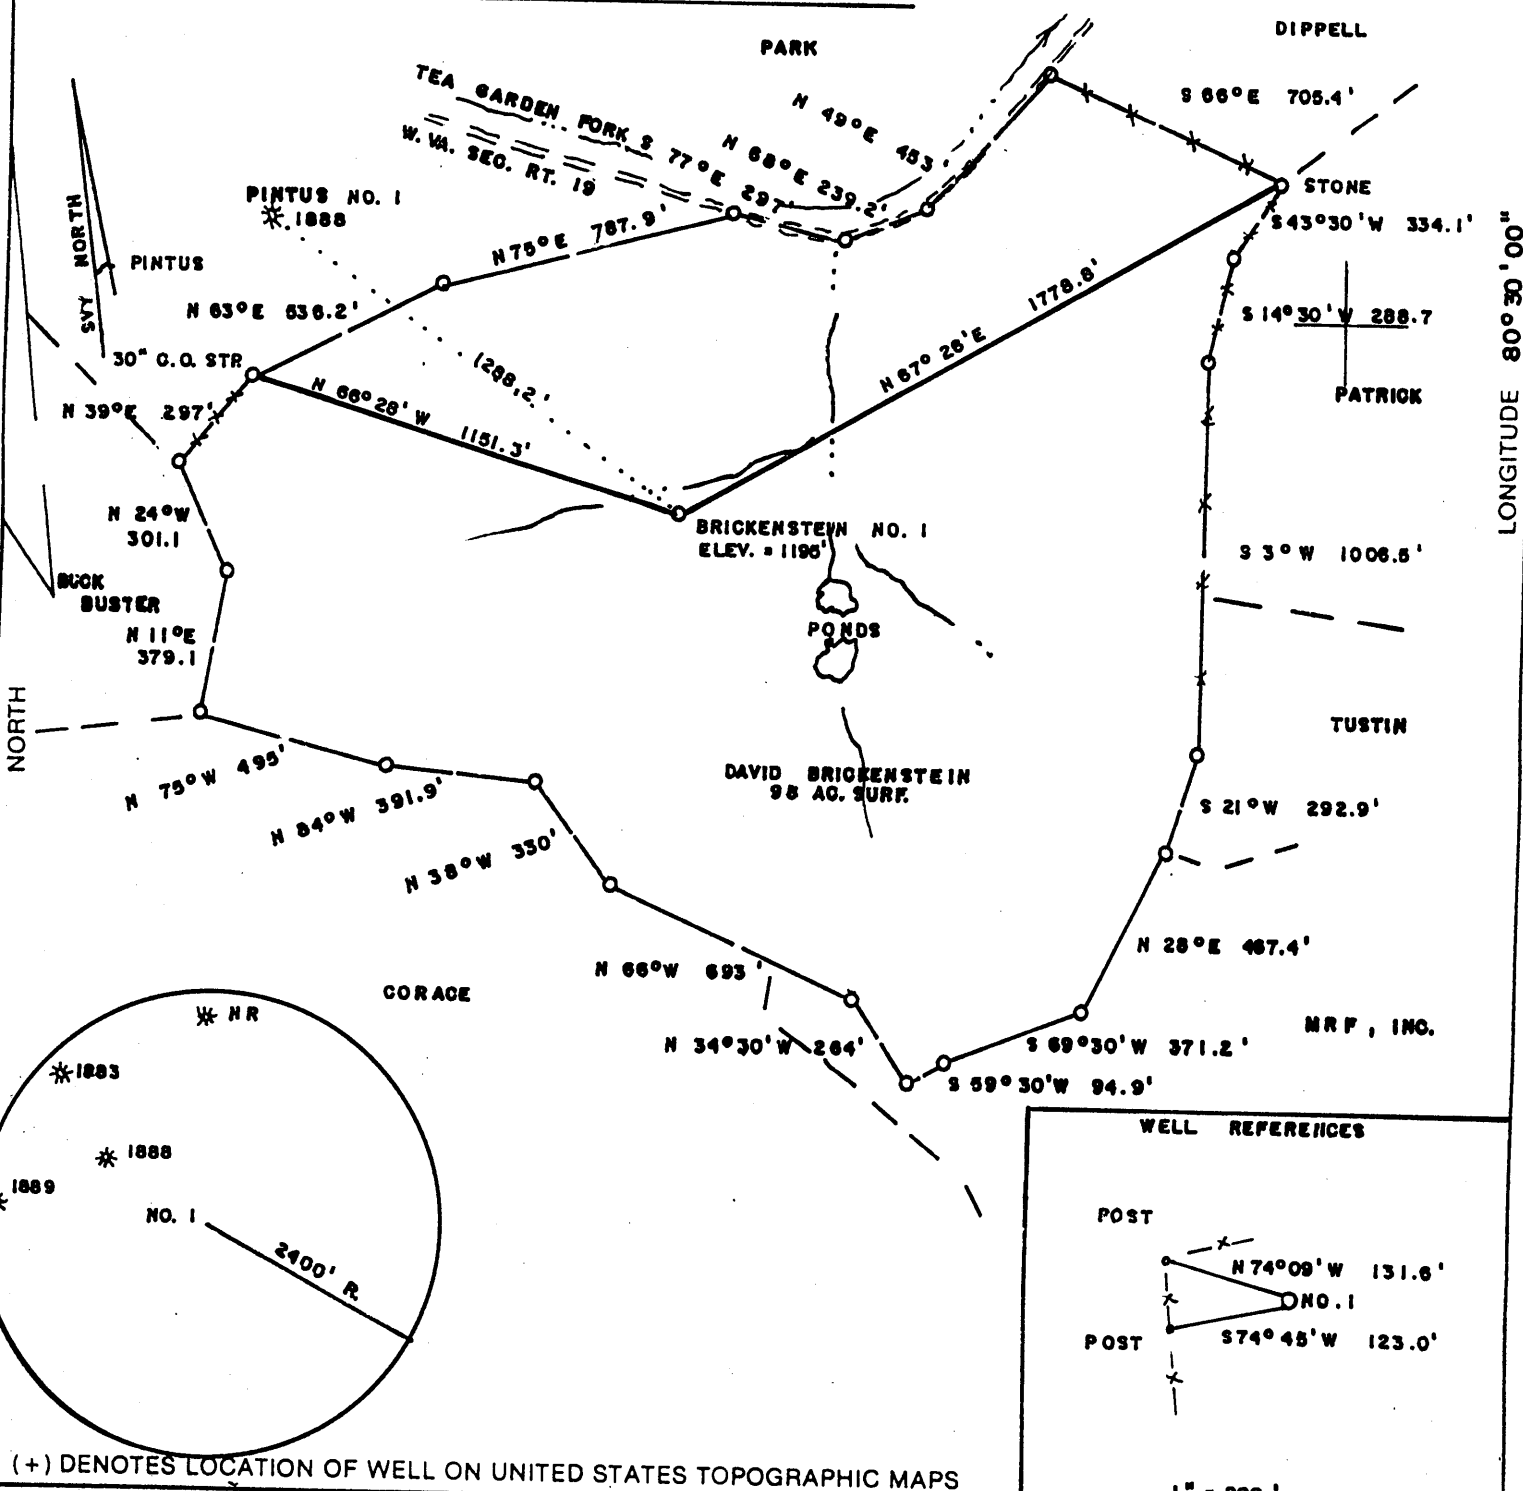 PARK
DIPPELL
TEA GARDEN FORK
W. VA. SEC. RT. 19
S 77°E 297'
N 68°E 239.2'
N 49°E 453'
S 66°E 705.4'
STONE
PINTUS NO. 1
1888
SVY NORTH
PINTUS
N 75°E 787.9'
S 43°30'W 334.1'
N 63°E 536.2'
S 14°30'W 288.7
LONGITUDE 80°30'00"
30" C.O. STR
N 66°28'W 1151.3'
1288.2'
N 67°26'E 1778.8'
PATRICK
N 39°E 297'
N 24°W
301.1
BRICKENSTEIN NO. 1
ELEV. = 1195'
S 3°W 1006.5'
BUCK
BUSTER
N 11°E
379.1
PONDS
NORTH
TUSTIN
N 75°W 495'
N 84°W 391.9'
N 38°W 330'
DAVID BRICKENSTEIN
95 AC. SURF.
S 21°W 292.9'
N 28°E 467.4'
N 66°W 693'
CORACE
MRF, INC.
N 34°30'W 264'
S 69°30'W 371.2'
S 59°30'W 94.9'
NR
1883
1888
1889
NO. 1
2400' R.
WELL REFERENCES
POST
N 74°09'W 131.6'
NO. 1
POST
S 74°45'W 123.0'
(+) DENOTES LOCATION OF WELL ON UNITED STATES TOPOGRAPHIC MAPS